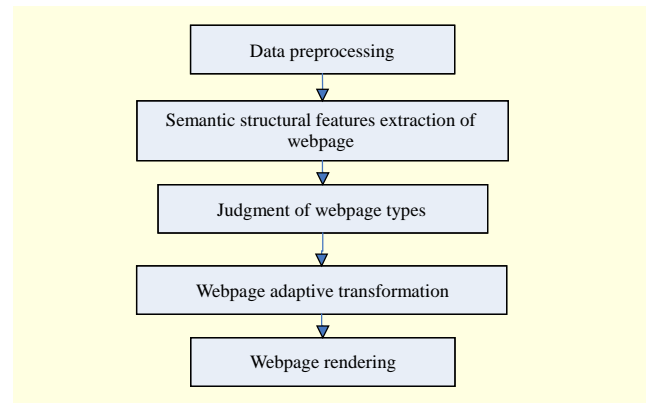 Data preprocessing
Semantic structural features extraction of
webpage
Judgment of webpage types
Webpage adaptive transformation
Webpage rendering